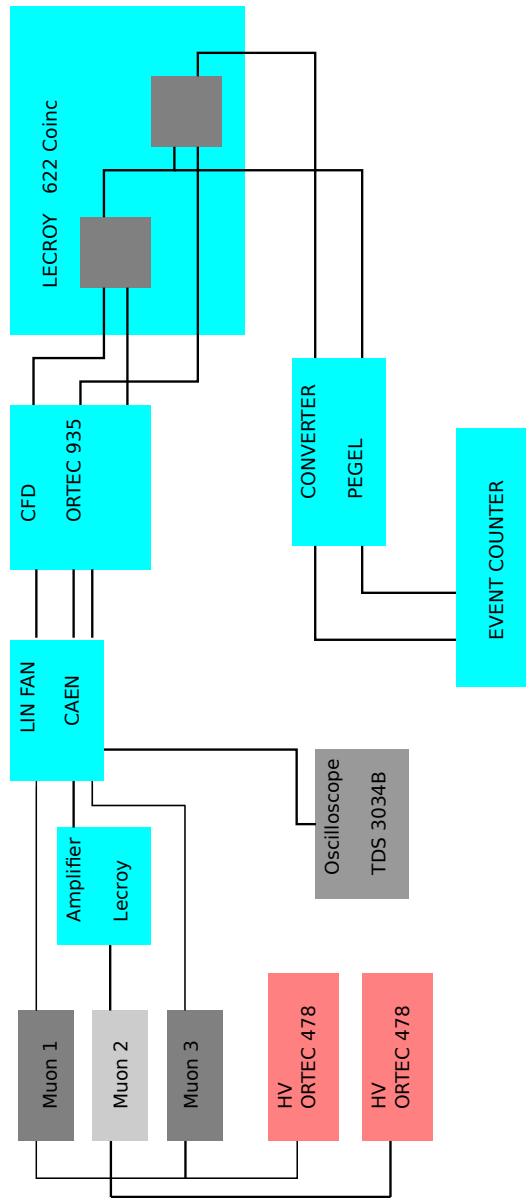 LECROY 622 Coinc
CFD
ORTEC 935
CONVERTER
PEGEL
EVENT COUNTER
LIN FAN
CAEN
Oscilloscope
TDS 3034B
Amplifier
Lecroy
Muon 1
Muon 2
Muon 3
HV
ORTEC 478
HV
ORTEC 478